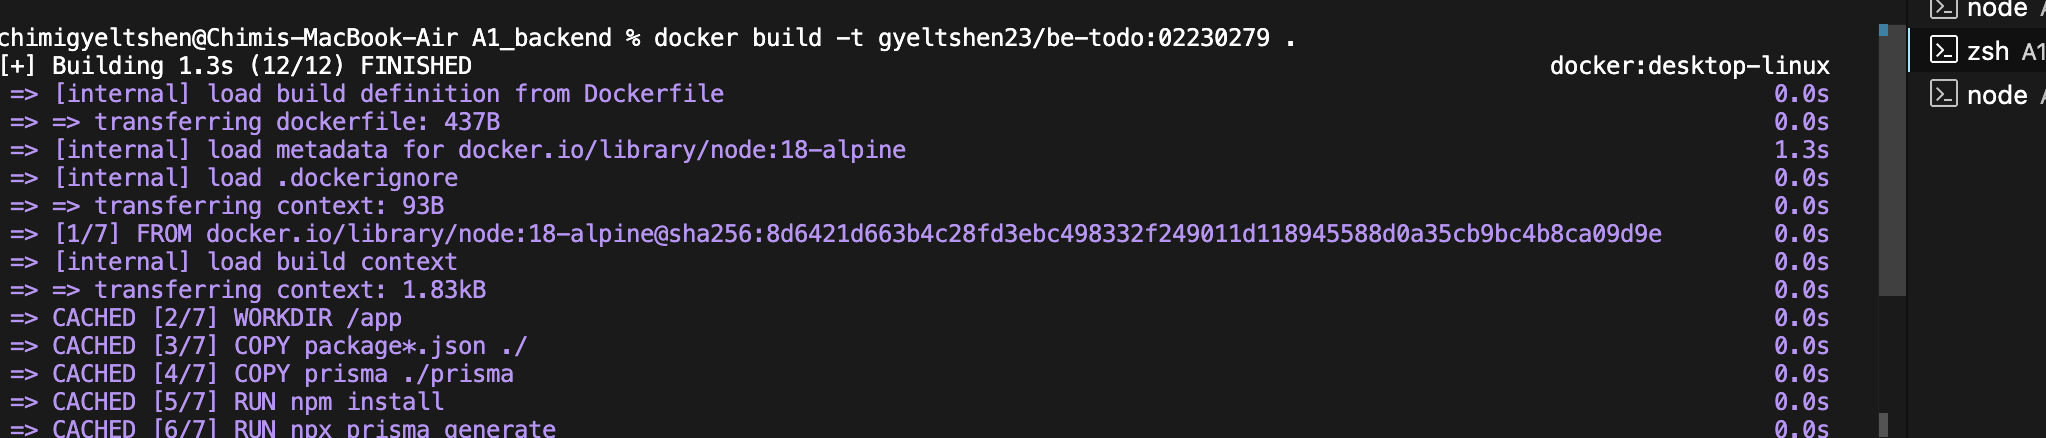 chimigyeltshen@Chimis-MacBook-Air A1_backend % docker build -t gyeltshen23/be-todo:02230279 .
[+] Building 1.3s (12/12) FINISHED docker:desktop-linux
=> [internal] load build definition from Dockerfile 0.0s
=> => transferring dockerfile: 437B 0.0s
=> [internal] load metadata for docker.io/library/node:18-alpine 1.3s
=> [internal] load .dockerignore 0.0s
=> => transferring context: 93B 0.0s
=> [1/7] FROM docker.io/library/node:18-alpine@sha256:8d6421d663b4c28fd3ebc498332f249011d118945588d0a35cb9bc4b8ca09d9e 0.0s
=> [internal] load build context 0.0s
=> => transferring context: 1.83kB 0.0s
=> CACHED [2/7] WORKDIR /app 0.0s
=> CACHED [3/7] COPY package*.json ./ 0.0s
=> CACHED [4/7] COPY prisma ./prisma 0.0s
=> CACHED [5/7] RUN npm install 0.0s
=> CACHED [6/7] RUN npx prisma generate 0.0s
node
zsh A1
node